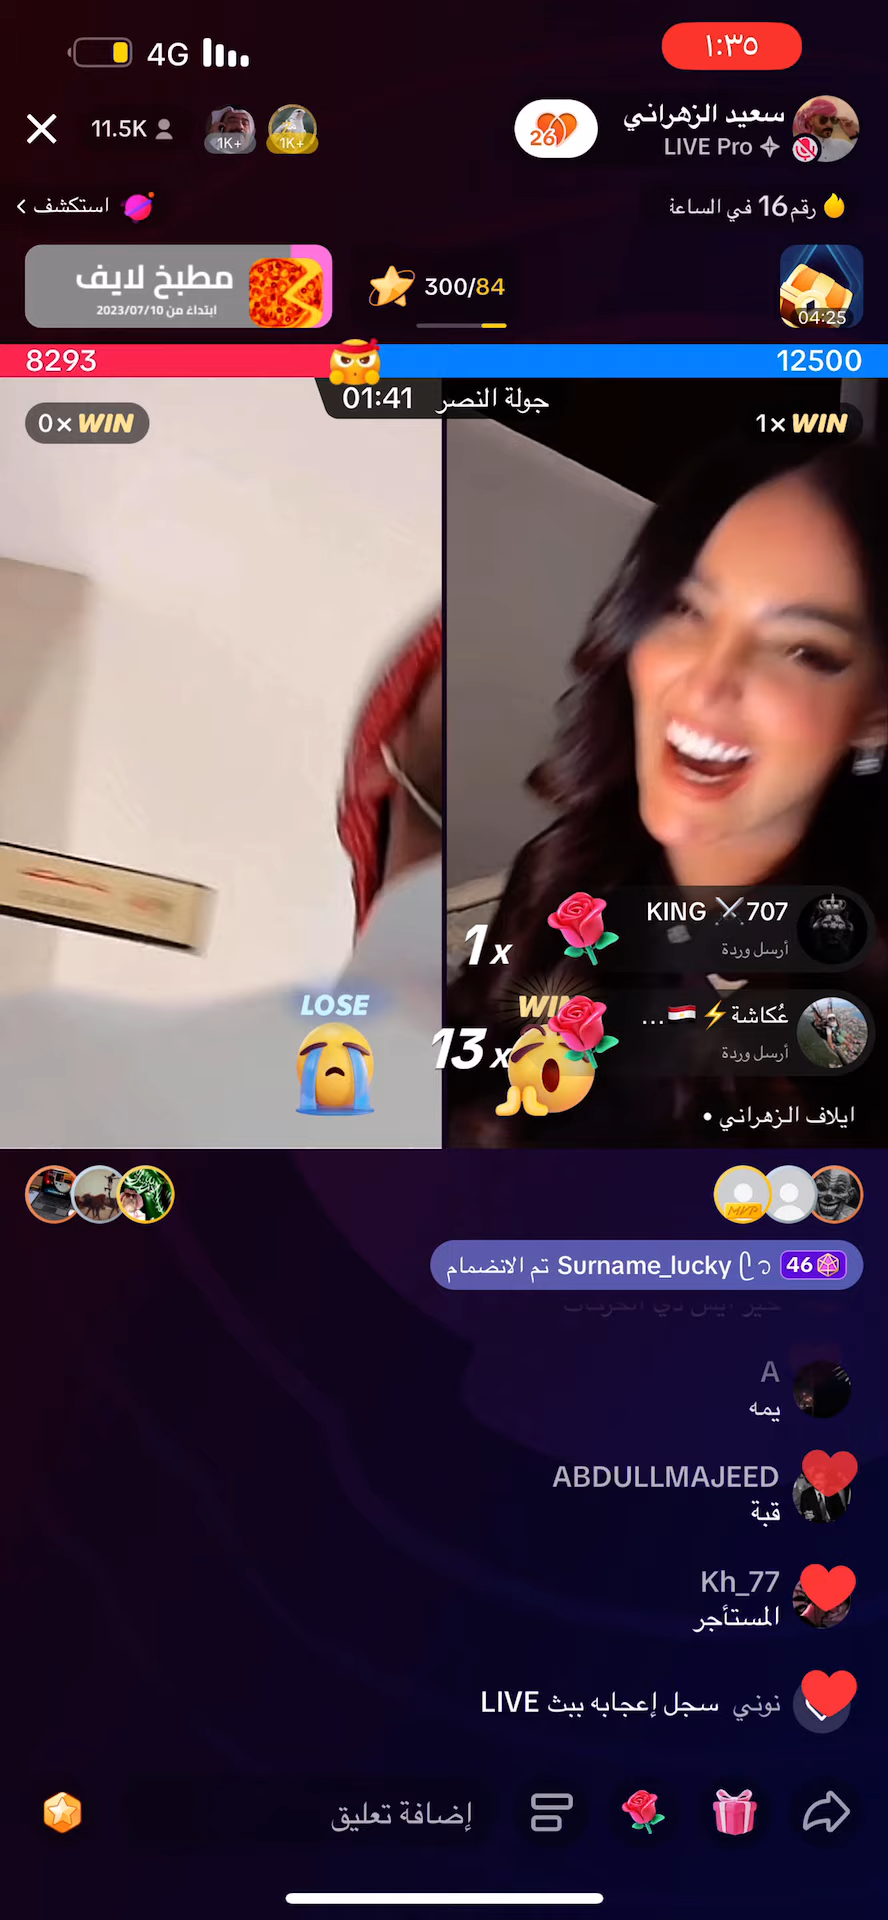 ١:٣٥
4G
سعيد الزهراني
LIVE Pro
26
1K+
1K+
11.5K
رقم 16 في الساعة
استكشف
مطبخ لايف
ابتداءً من 2023/07/10
300/84
04:25
8293
12500
جولة النصر 01:41
0× WIN
1× WIN
KING ⚔️707
أرسل وردة
1x
عُكاشة⚡🇪🇬...
أرسل وردة
13x
LOSE
WIN
ايلاف الزهراني •
MVP
46 Surname_lucky تم الانضمام
A
يمه
ABDULLMAJEED
قبة
Kh_77
المستأجر
نوني سجل إعجابه ببث LIVE
إضافة تعليق